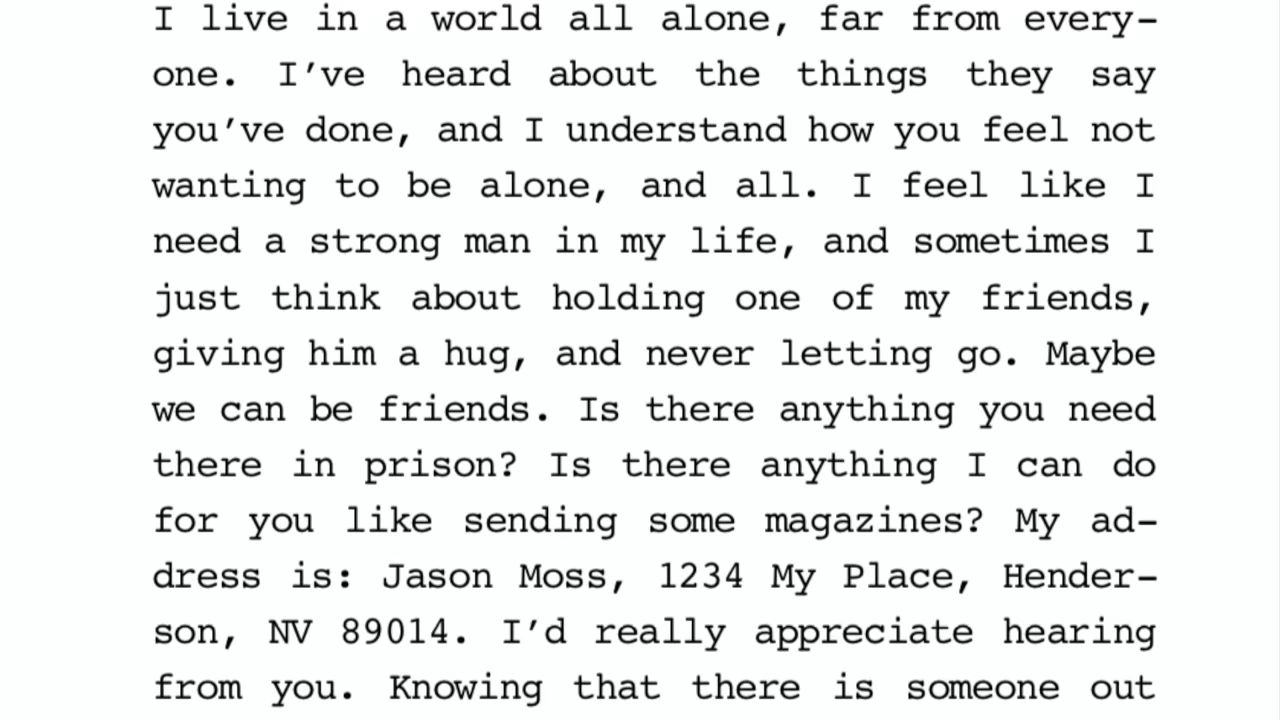 I live in a world all alone, far from every-
one. I've heard about the things they say
you've done, and I understand how you feel not
wanting to be alone, and all. I feel like I
need a strong man in my life, and sometimes I
just think about holding one of my friends,
giving him a hug, and never letting go. Maybe
we can be friends. Is there anything you need
there in prison? Is there anything I can do
for you like sending some magazines? My ad-
dress is: Jason Moss, 1234 My Place, Hender-
son, NV 89014. I'd really appreciate hearing
from you. Knowing that there is someone out